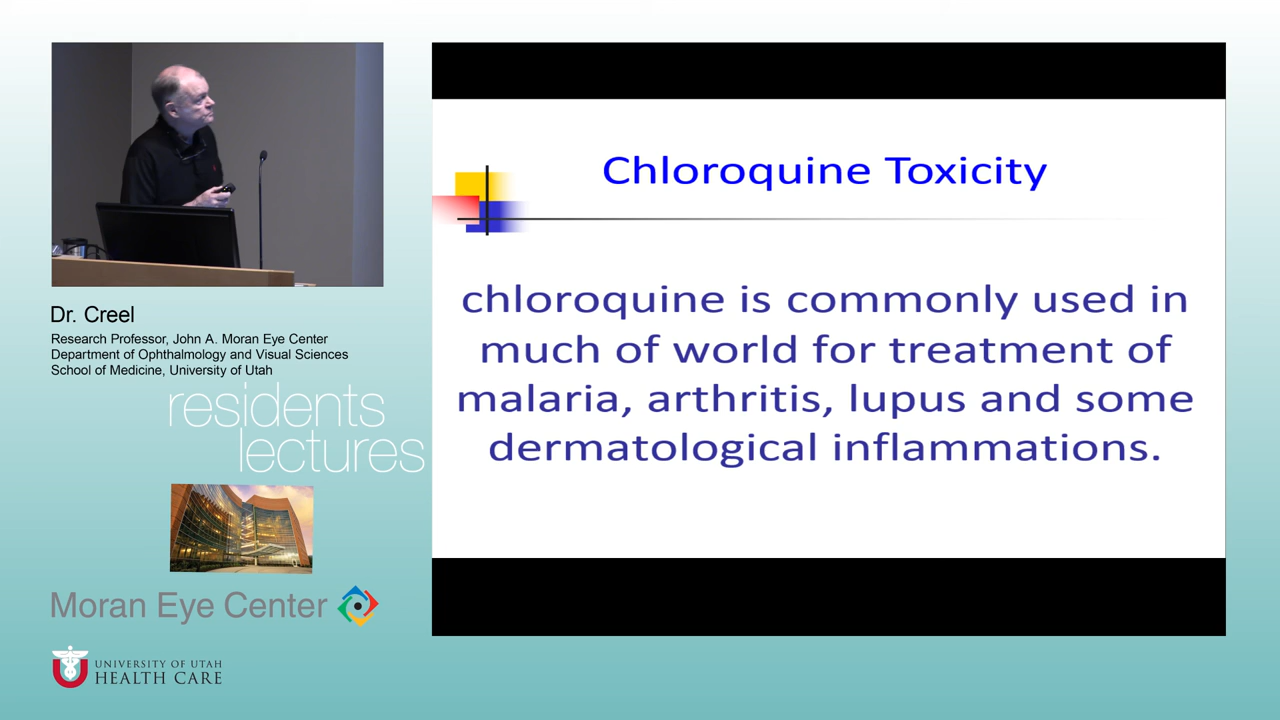 Dr. Creel
Research Professor, John A. Moran Eye Center
Department of Ophthalmology and Visual Sciences
School of Medicine, University of Utah
residents
lectures
Moran Eye Center
UNIVERSITY OF UTAH
HEALTH CARE
Chloroquine Toxicity
chloroquine is commonly used in
much of world for treatment of
malaria, arthritis, lupus and some
dermatological inflammations.